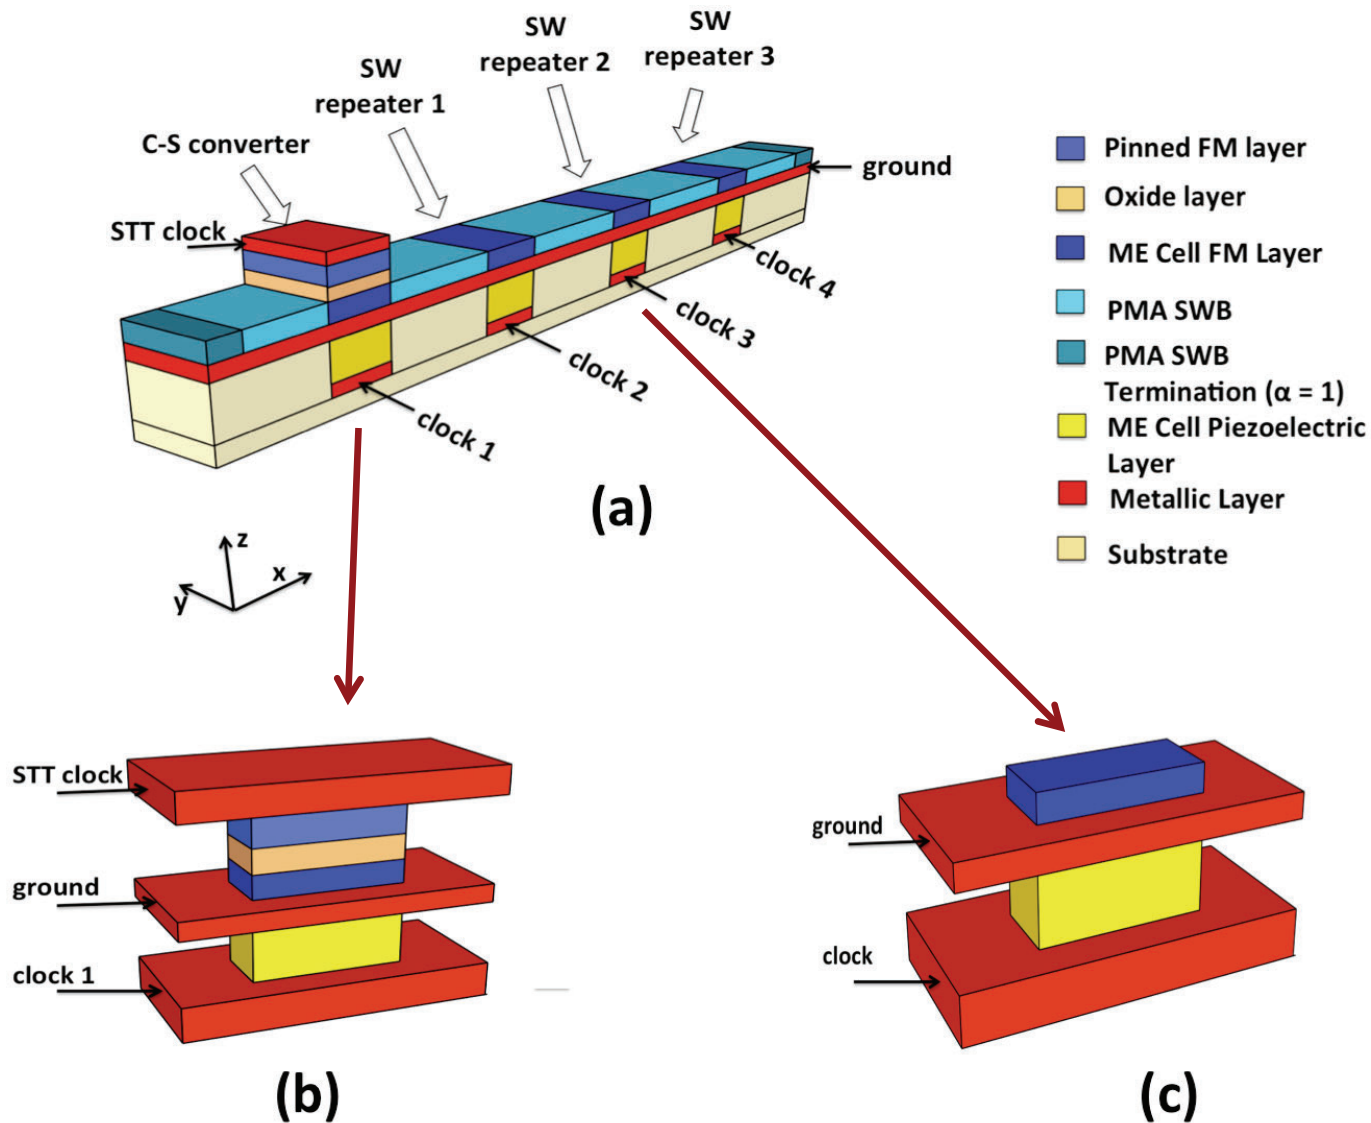 SW
repeater 1
SW
repeater 2
SW
repeater 3
C-S converter
STT clock
ground
clock 4
clock 3
clock 2
clock 1
(a)
z
x
y
Pinned FM layer
Oxide layer
ME Cell FM Layer
PMA SWB
PMA SWB
Termination (α = 1)
ME Cell Piezoelectric
Layer
Metallic Layer
Substrate
STT clock
ground
clock 1
(b)
ground
clock
(c)